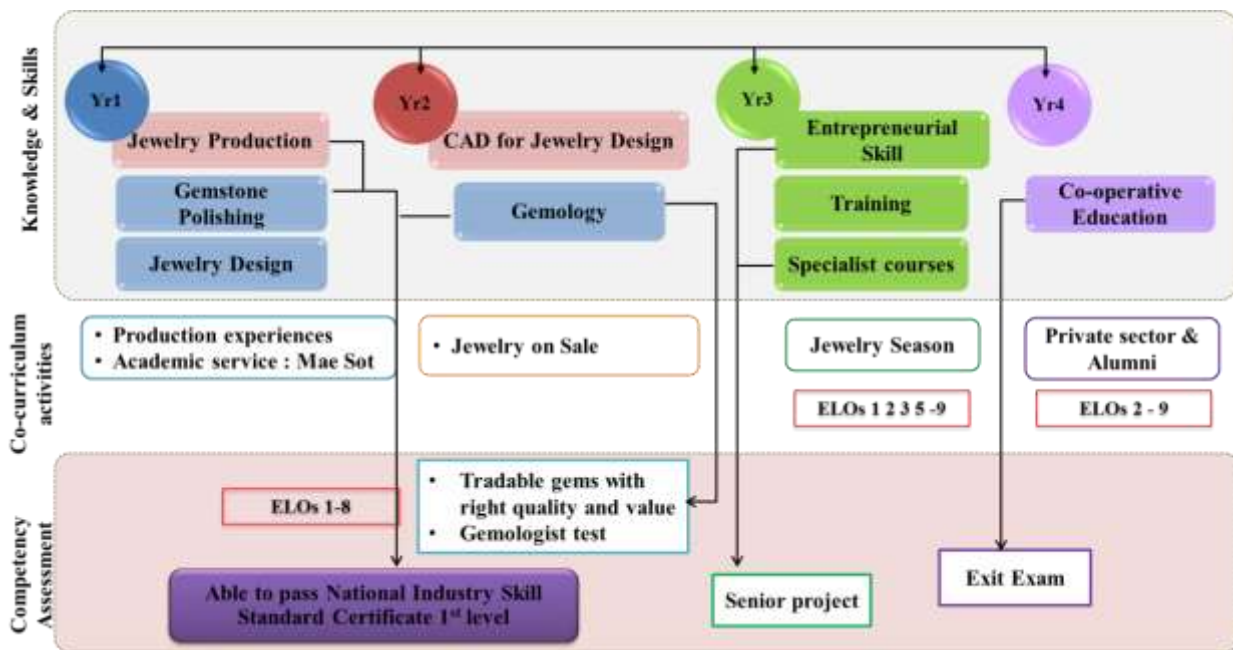 Knowledge & Skills
Yr1
Yr2
Yr3
Yr4
Jewelry Production
Gemstone
Polishing
Jewelry Design
CAD for Jewelry Design
Gemology
Entrepreneurial
Skill
Training
Specialist courses
Co-operative
Education
Co-curriculum
activities
• Production experiences
• Academic service : Mae Sot
• Jewelry on Sale
Jewelry Season
Private sector &
Alumni
ELOs 1 2 3 5 -9
ELOs 2 - 9
Competency
Assessment
ELOs 1-8
• Tradable gems with
right quality and value
• Gemologist test
Able to pass National Industry Skill
Standard Certificate 1st level
Senior project
Exit Exam